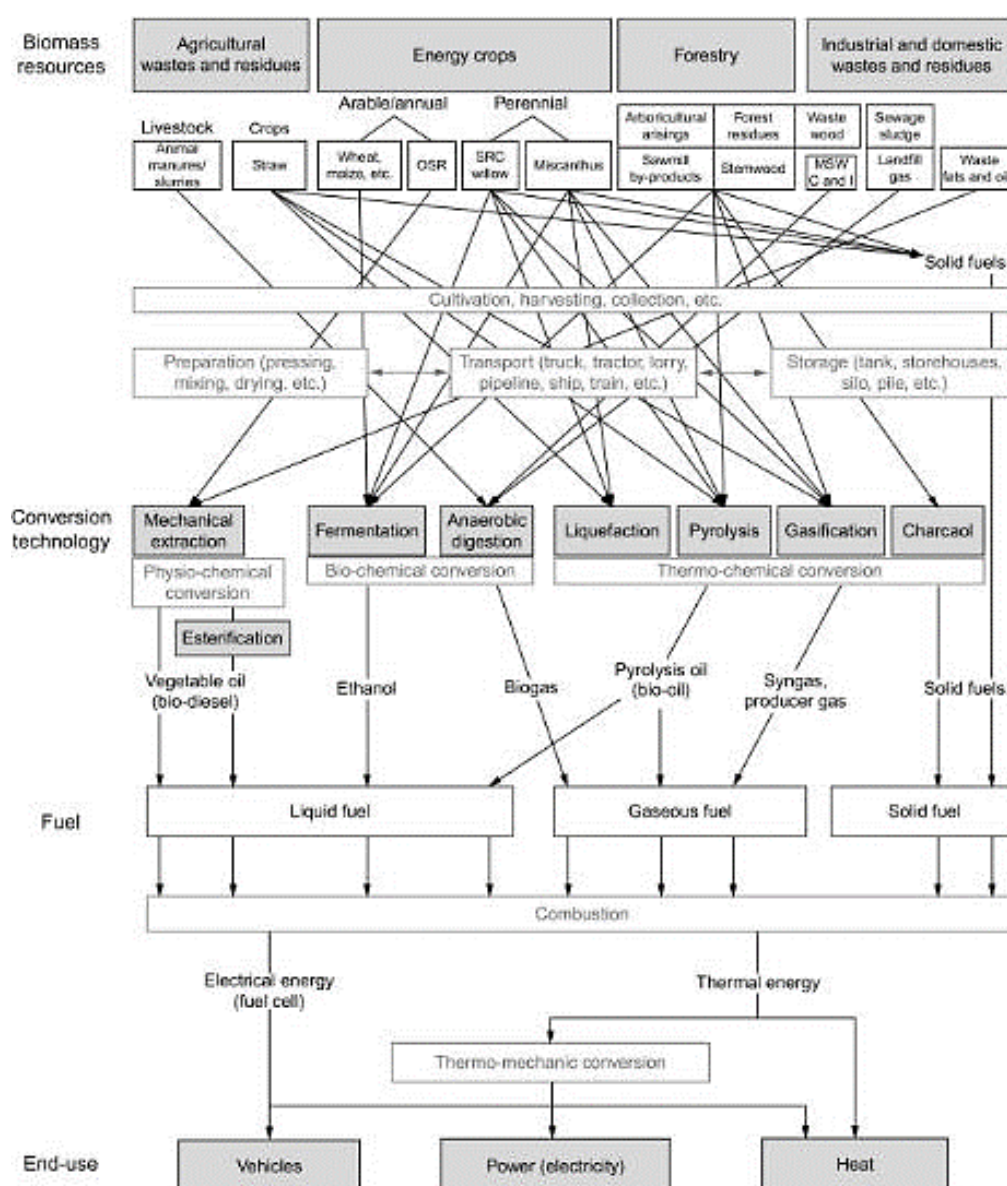 Biomass
resources
Agricultural
wastes and residues
Energy crops
Forestry
Industrial and domestic
wastes and residues
Arable/annual
Perennial
Livestock
Crops
Animal
manures/
slurries
Straw
Wheat,
maize, etc.
OSR
SRC
willow
Miscanthus
Arboricultural
arisings
Forest
residues
Waste
wood
Sewage
sludge
Sawmill
by-products
Stemwood
MSW
C and I
Landfill
gas
Waste
fats and oil
Solid fuels
Cultivation, harvesting, collection, etc.
Preparation (pressing,
mixing, drying, etc.)
Transport (truck, tractor, lorry,
pipeline, ship, train, etc.)
Storage (tank, storehouses,
silo, pile, etc.)
Conversion
technology
Mechanical
extraction
Fermentation
Anaerobic
digestion
Liquefaction
Pyrolysis
Gasification
Charcaol
Physio-chemical
conversion
Bio-chemical conversion
Thermo-chemical conversion
Esterification
Vegetable oil
(bio-diesel)
Ethanol
Biogas
Pyrolysis oil
(bio-oil)
Syngas,
producer gas
Solid fuels
Fuel
Liquid fuel
Gaseous fuel
Solid fuel
Combustion
Electrical energy
(fuel cell)
Thermal energy
Thermo-mechanic conversion
End-use
Vehicles
Power (electricity)
Heat